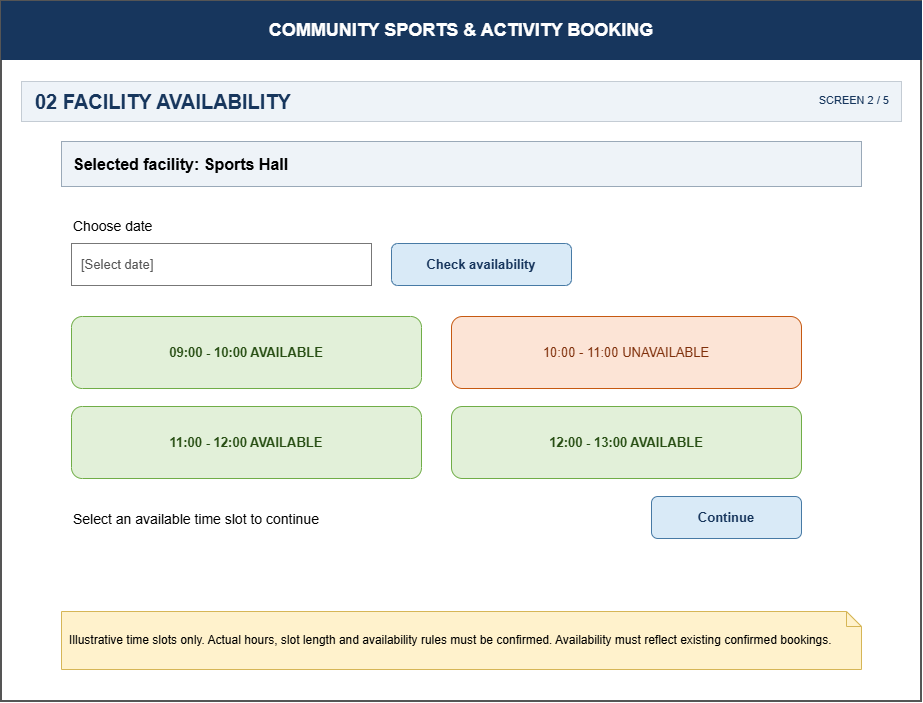 COMMUNITY SPORTS & ACTIVITY BOOKING
02 FACILITY AVAILABILITY
SCREEN 2 / 5
Selected facility: Sports Hall
Choose date
[Select date]
Check availability
09:00 - 10:00 AVAILABLE
10:00 - 11:00 UNAVAILABLE
11:00 - 12:00 AVAILABLE
12:00 - 13:00 AVAILABLE
Select an available time slot to continue
Continue
Illustrative time slots only. Actual hours, slot length and availability rules must be confirmed. Availability must reflect existing confirmed bookings.